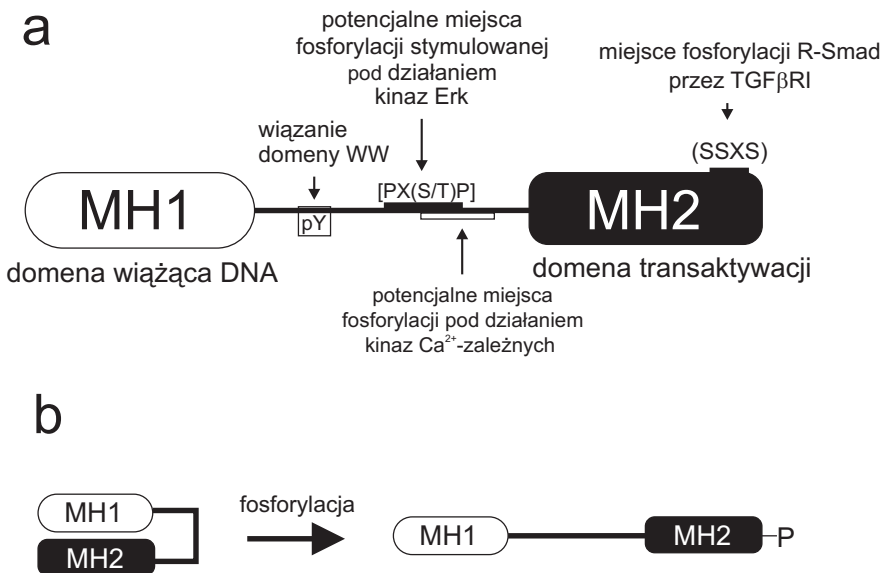 a
potencjalne miejsca
fosforylacji stymulowanej
pod działaniem
kinaz Erk
miejsce fosforylacji R-Smad
przez TGFβRI
wiązanie
domeny WW
(SSXS)
[PX(S/T)P]
MH1
pY
MH2
domena wiążąca DNA
domena transaktywacji
potencjalne miejsca
fosforylacji pod działaniem
kinaz Ca²⁺-zależnych
b
MH1
MH2
fosforylacja
MH1
MH2
P